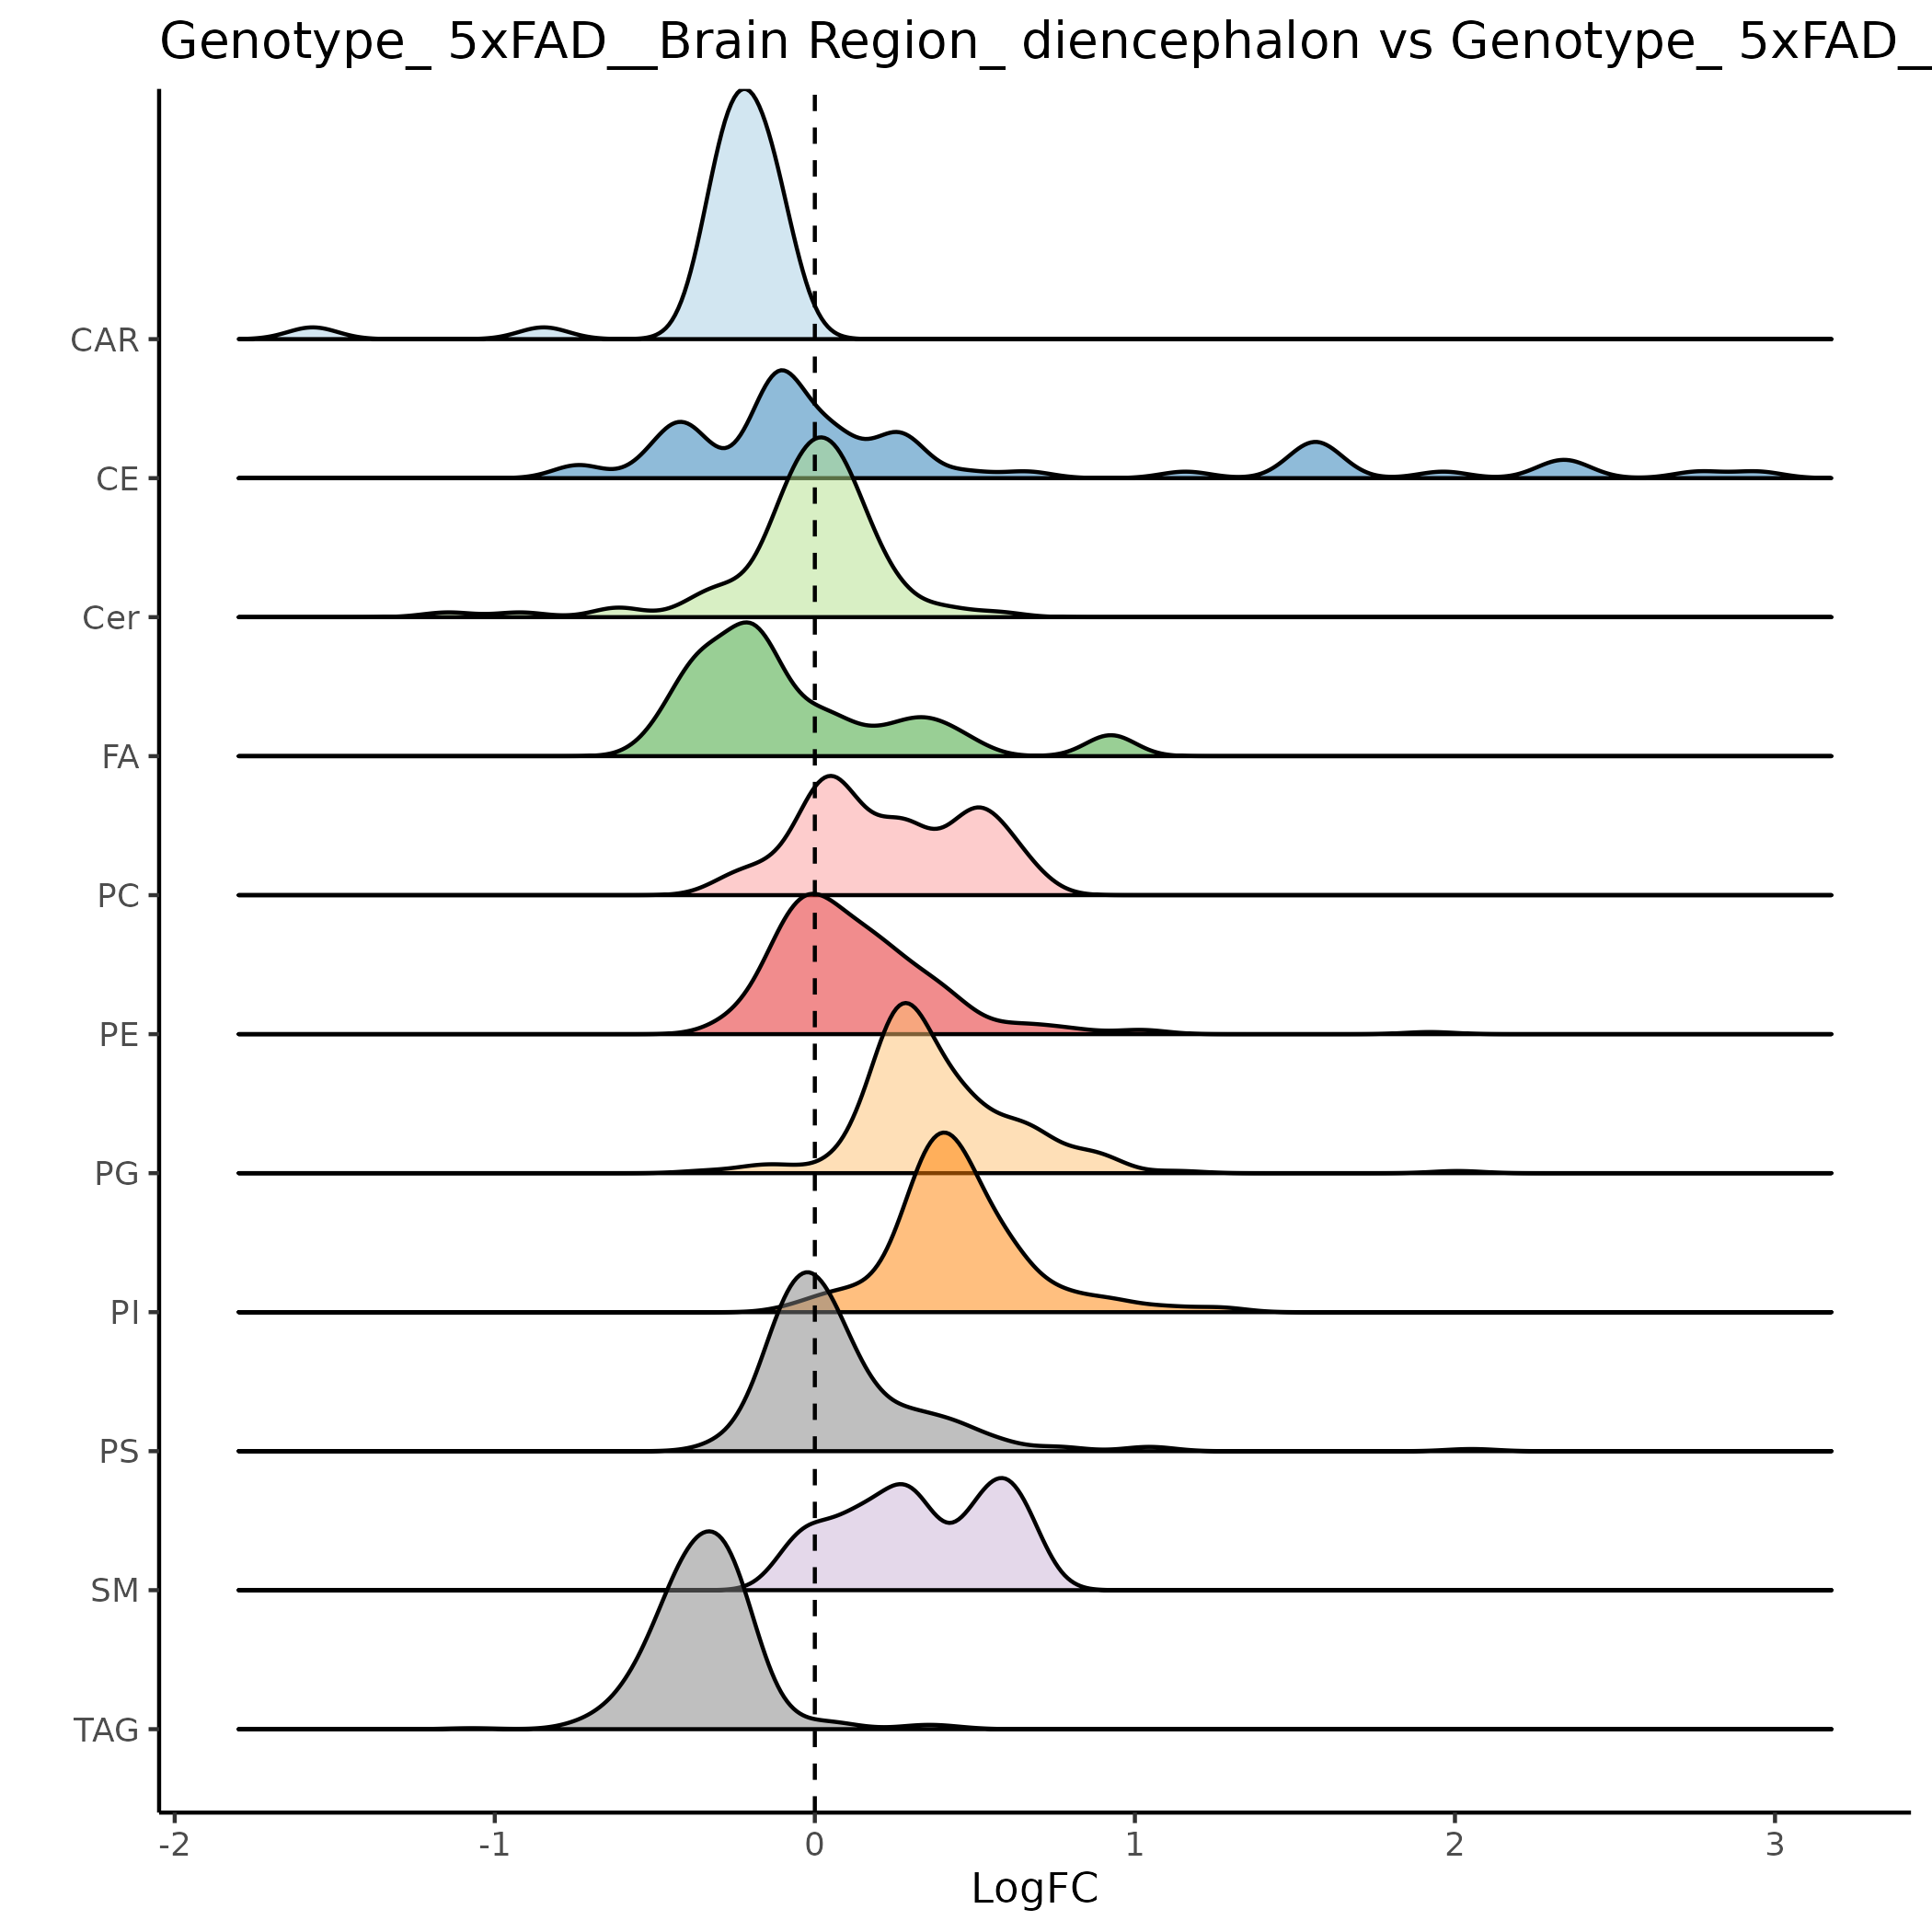 Genotype_ 5xFAD__Brain Region_ diencephalon vs Genotype_ 5xFAD__
CAR
CE
Cer
FA
PC
PE
PG
PI
PS
SM
TAG
-2 -1 0 1 2 3
LogFC